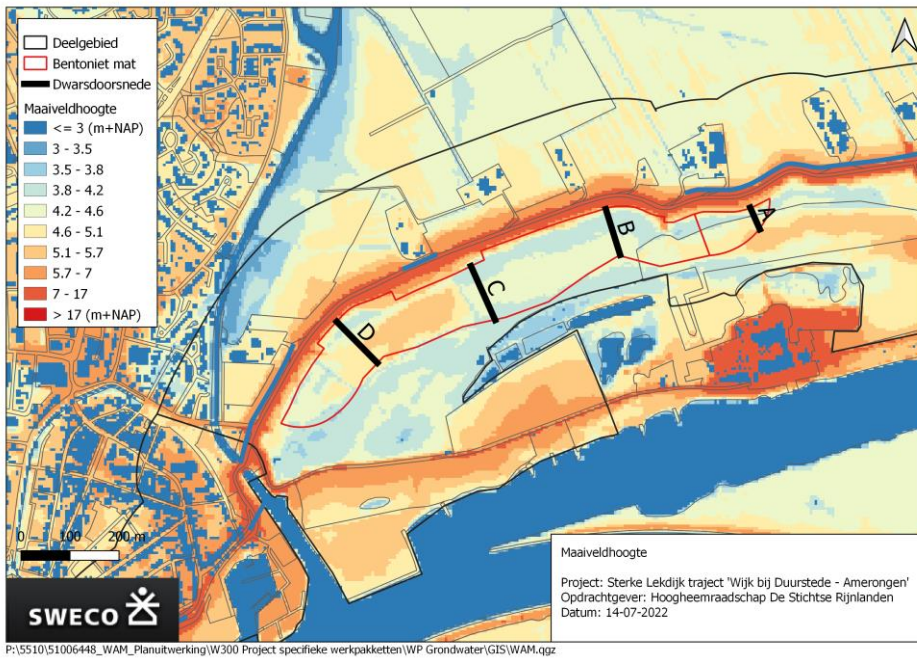 Deelgebied
Bentoniet mat
Dwarsdoorsnede
Maaiveldhoogte
<= 3 (m+NAP)
3 - 3.5
3.5 - 3.8
3.8 - 4.2
4.2 - 4.6
4.6 - 5.1
5.1 - 5.7
5.7 - 7
7 - 17
> 17 (m+NAP)
A
B
C
D
0 100 200 m
SWECO
Maaiveldhoogte
Project: Sterke Lekdijk traject 'Wijk bij Duurstede - Amerongen'
Opdrachtgever: Hoogheemraadschap De Stichtse Rijnlanden
Datum: 14-07-2022
P:\5510\51006448_WAM_Planuitwerking\W300 Project specifieke werkpakketten\WP Grondwater\GIS\WAM.qgz